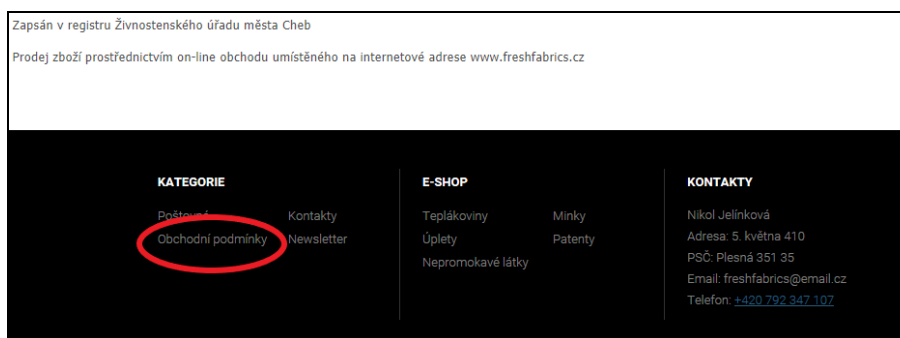 Zapsán v registru Živnostenského úřadu města Cheb
Prodej zboží prostřednictvím on-line obchodu umístěného na internetové adrese www.freshfabrics.cz
KATEGORIE
Poštovné
Kontakty
Obchodní podmínky
Newsletter
E-SHOP
Teplákoviny
Minky
Úplety
Patenty
Nepromokavé látky
KONTAKTY
Nikol Jelínková
Adresa: 5. května 410
PSČ: Plesná 351 35
Email: freshfabrics@email.cz
Telefon: +420 792 347 107